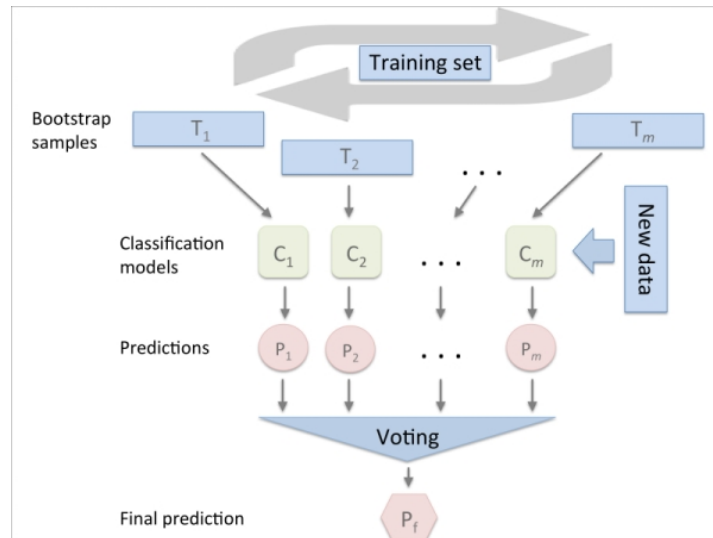 Training set
Bootstrap
samples
T1
T2
. . .
Tm
New data
Classification
models
C1
C2
. . .
Cm
Predictions
P1
P2
. . .
Pm
Voting
Final prediction
Pf